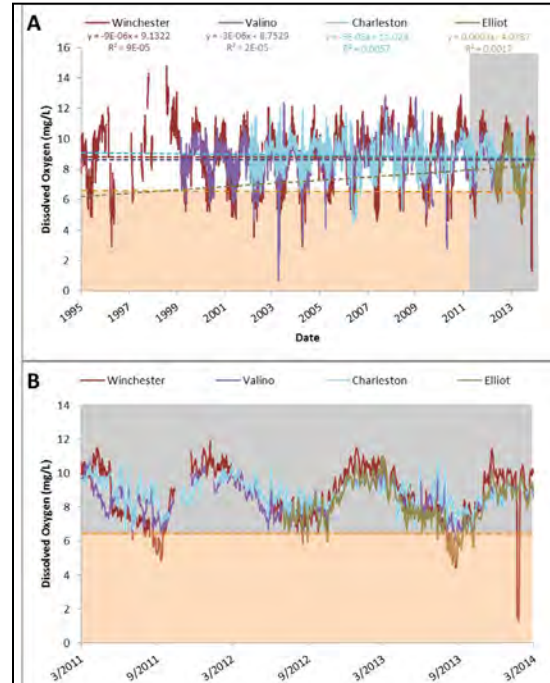 A
Winchester Valino Charleston Elliot
y = -9E-06x + 9.1322 y = -3E-06x + 8.7529
R² = 9E-05 R² = 2E-05 R² = 0.0057 R² = 0.0017
16
14
12
10
8
6
4
2
0
Dissolved Oxygen (mg/L)
1995 1997 1999 2001 2003 2005 2007 2009 2011 2013
Date
B
Winchester Valino Charleston Elliot
14
12
10
8
6
4
2
0
Dissolved Oxygen (mg/L)
3/2011 9/2011 3/2012 9/2012 3/2013 9/2013 3/2014